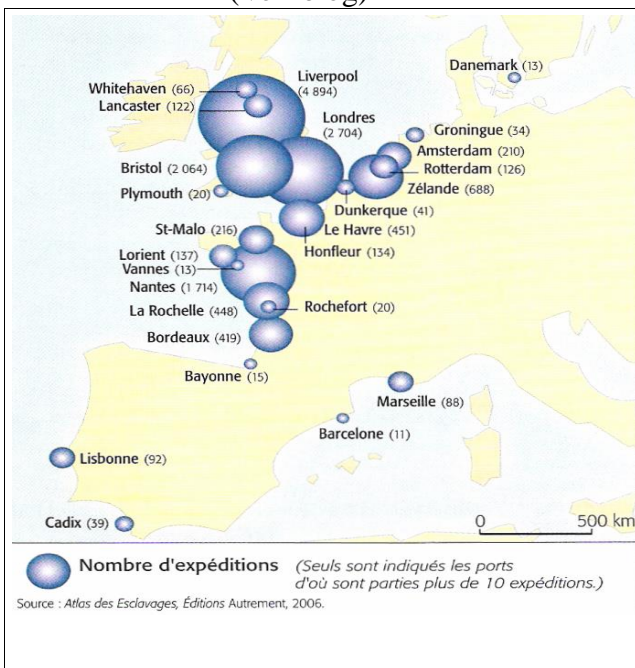 Danemark (13)
Whitehaven (66)
Liverpool
(4 894)
Lancaster (122)
Londres
(2 704)
Groningue (34)
Amsterdam (210)
Bristol (2 064)
Rotterdam (126)
Zélande (688)
Plymouth (20)
Dunkerque (41)
St-Malo (216)
Le Havre (451)
Lorient (137)
Honfleur (134)
Vannes (13)
Nantes (1 714)
La Rochelle (448)
Rochefort (20)
Bordeaux (419)
Bayonne (15)
Marseille (88)
Barcelone (11)
Lisbonne (92)
Cadix (39)
0 500 km
Nombre d'expéditions (Seuls sont indiqués les ports
d'où sont parties plus de 10 expéditions.)
Source : Atlas des Esclavages, Éditions Autrement, 2006.